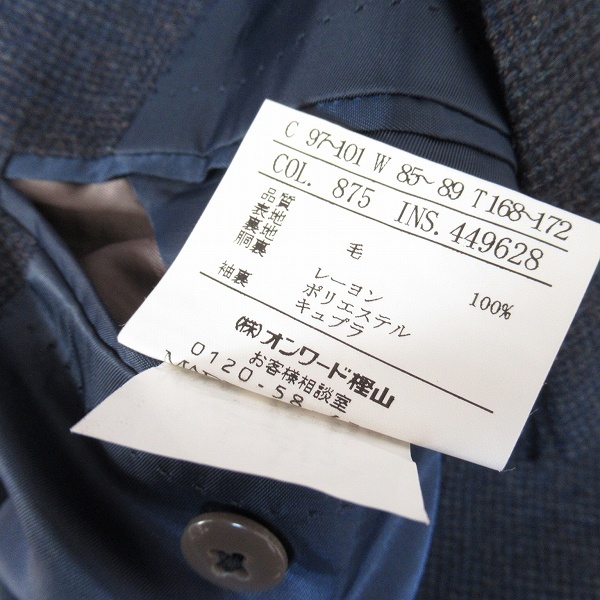 C 97~101 W 85~ 89 T168~172
COL. 875 INS. 449628
品質
表地 毛 100%
裏地
胴裏 レーヨン
ポリエステル
袖裏 キュプラ
(株)オンワード樫山
お客様相談室
0120-58